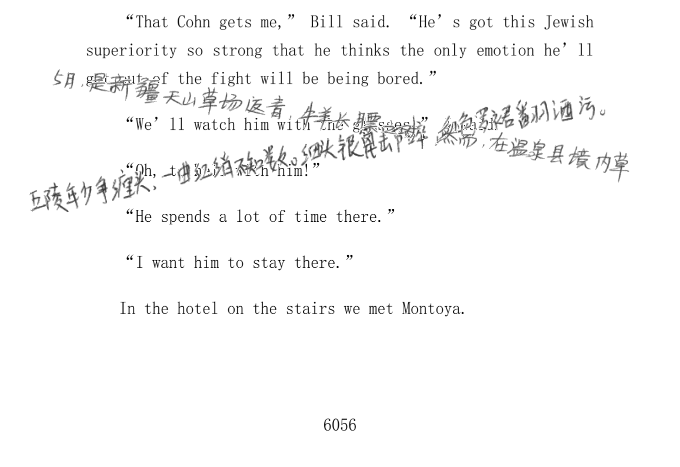 “That Cohn gets me,” Bill said. “He’s got this Jewish
superiority so strong that he thinks the only emotion he’ll
get out of the fight will be being bored.”
5月,是新疆天山草场返青,牛羊长膘
“We’ll watch him with the glasses,”
“Oh, to hell with him!”
五陵年少争缠头,一曲红绡不知数。钿头银篦击节碎,血色罗裙翻酒污。
然而,在温泉县境内草
“He spends a lot of time there.”
“I want him to stay there.”
In the hotel on the stairs we met Montoya.
6056